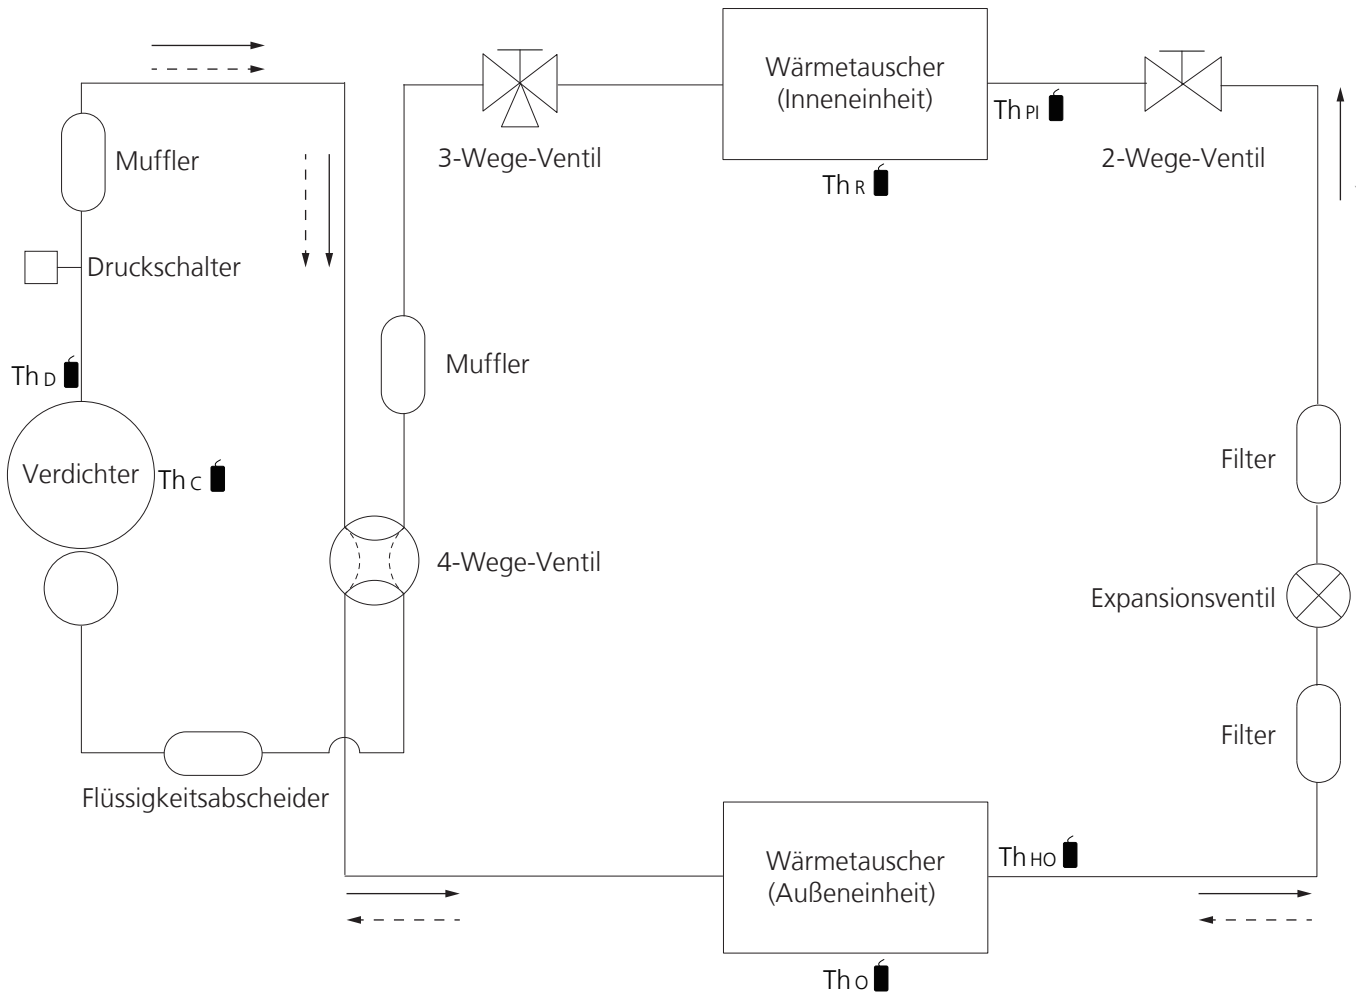 Wärmetauscher
(Inneneinheit)
Th PI
Muffler
3-Wege-Ventil
2-Wege-Ventil
Th R
Druckschalter
Th D
Muffler
Verdichter
Th C
Filter
4-Wege-Ventil
Expansionsventil
Filter
Flüssigkeitsabscheider
Wärmetauscher
(Außeneinheit)
Th HO
Th O